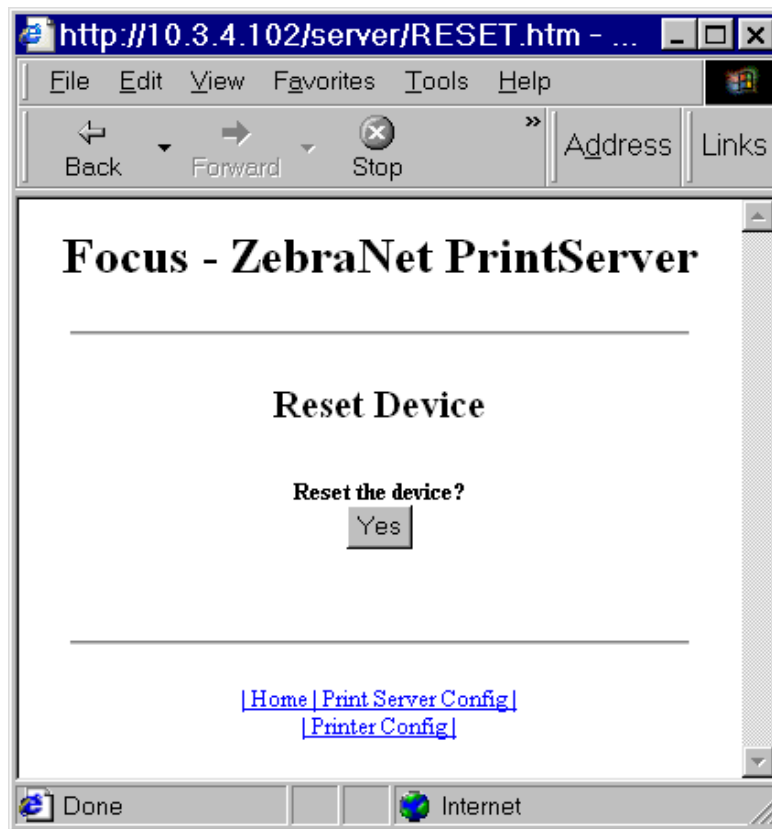 http://10.3.4.102/server/RESET.htm - ...
File Edit View Favorites Tools Help
Back Forward Stop » Address Links
Focus - ZebraNet PrintServer
Reset Device
Reset the device?
Yes
| Home | Print Server Config |
| Printer Config |
Done Internet